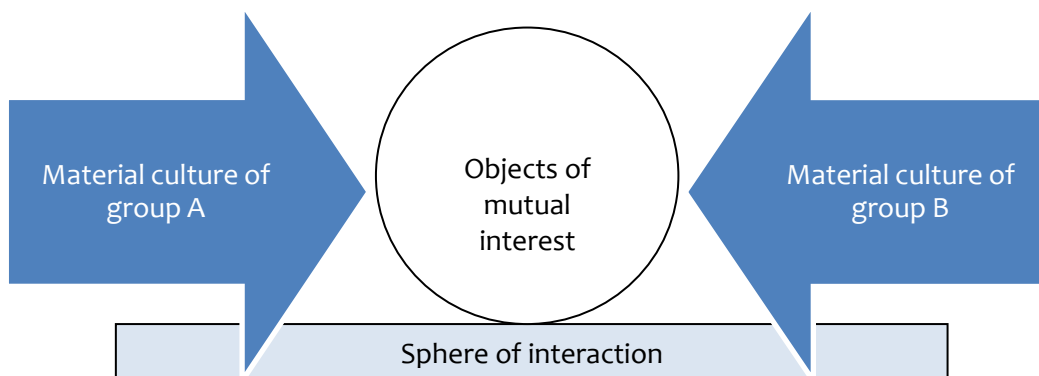 Material culture of
group A
Objects of
mutual
interest
Material culture of
group B
Sphere of interaction